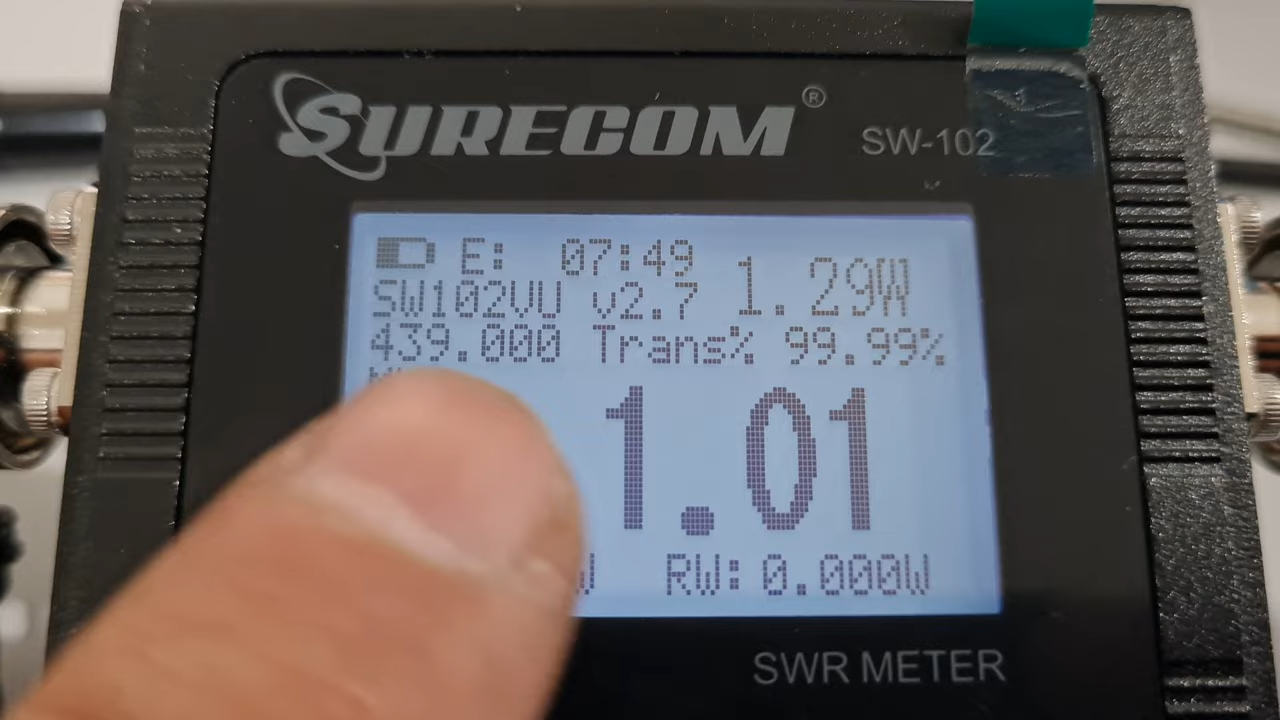 SURECOM®
SW-102
E: 07:49
1.29W
SW102VU v2.7
439.000 Trans% 99.99%
1.01
W RW:0.000W
SWR METER